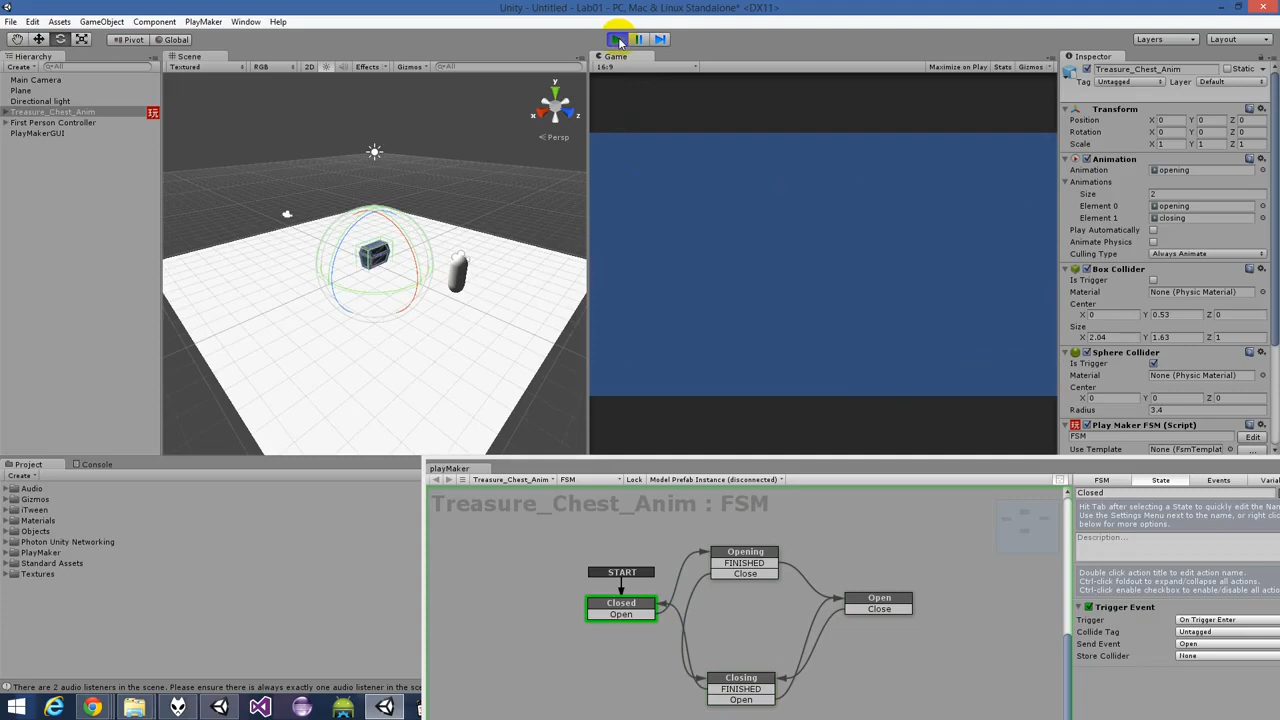 Unity - Untitled - Lab01 - PC, Mac & Linux Standalone* <DX11>
File Edit Assets GameObject Component PlayMaker Window Help
Pivot Global Layers Layout
Hierarchy
Create All
Main Camera
Plane
Directional light
Treasure_Chest_Anim 玩
First Person Controller
PlayMakerGUI
Scene
Textured RGB 2D Effects Gizmos All
y
x z
Persp
Game
16:9 Maximize on Play Stats Gizmos
Inspector
Treasure_Chest_Anim Static
Tag Untagged Layer Default
Transform
Position X 0 Y 0 Z 0
Rotation X 0 Y 0 Z 0
Scale X 1 Y 1 Z 1
Animation
Animation opening
Animations
Size 2
Element 0 opening
Element 1 closing
Play Automatically
Animate Physics
Culling Type Always Animate
Box Collider
Is Trigger
Material None (Physic Material)
Center
X 0 Y 0.53 Z 0
Size
X 2.04 Y 1.63 Z 1
Sphere Collider
Is Trigger
Material None (Physic Material)
Center
X 0 Y 0 Z 0
Radius 3.4
玩 Play Maker FSM (Script)
FSM Edit
Use Template None (FsmTemplat ...
Project Console
Create
Audio
Gizmos
iTween
Materials
Objects
Photon Unity Networking
PlayMaker
Standard Assets
Textures
There are 2 audio listeners in the scene. Please ensure there is always exactly one audio listener in the scene
playMaker
Treasure_Chest_Anim FSM Lock Model Prefab Instance (disconnected)
Treasure_Chest_Anim : FSM
START
Closed
Open
Opening
FINISHED
Close
Open
Close
Closing
FINISHED
Open
FSM State Events Varia
Closed
Hit Tab after selecting a State to quickly edit the Na
Use the Settings Menu next to the name, or right cli
below for more options.
Description...
Double click action title to edit action name.
Ctrl-click foldout to expand/collapse all actions.
Ctrl-click enable checkbox to enable/disable all actio
Trigger Event
Trigger On Trigger Enter
Collide Tag Untagged
Send Event Open
Store Collider None